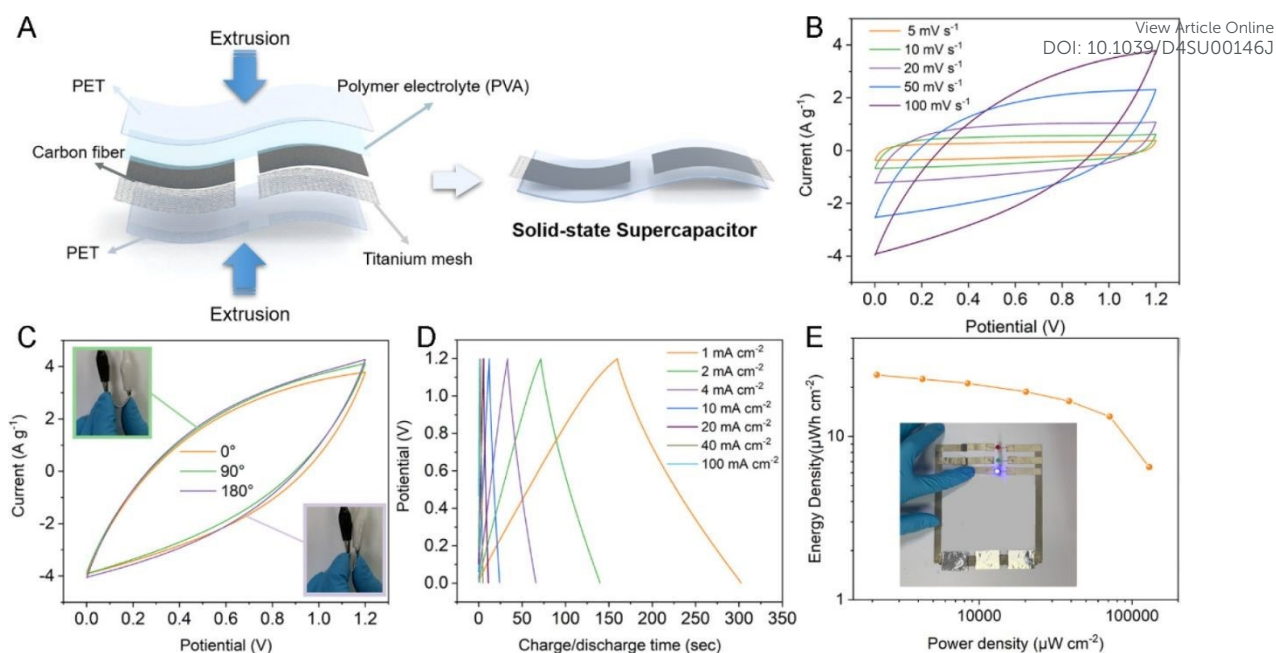 View Article Online
DOI: 10.1039/D4SU00146J
A
Extrusion
PET
Polymer electrolyte (PVA)
Carbon fiber
PET
Titanium mesh
Extrusion
Solid-state Supercapacitor
B
5 mV s⁻¹
10 mV s⁻¹
20 mV s⁻¹
50 mV s⁻¹
100 mV s⁻¹
Current (A g⁻¹)
4
2
0
-2
-4
0.0 0.2 0.4 0.6 0.8 1.0 1.2
Potiential (V)
C
0°
90°
180°
Current (A g⁻¹)
4
2
0
-2
-4
0.0 0.2 0.4 0.6 0.8 1.0 1.2
Potiential (V)
D
1 mA cm⁻²
2 mA cm⁻²
4 mA cm⁻²
10 mA cm⁻²
20 mA cm⁻²
40 mA cm⁻²
100 mA cm⁻²
Potiential (V)
1.2
1.0
0.8
0.6
0.4
0.2
0.0
0 50 100 150 200 250 300 350
Charge/discharge time (sec)
E
Energy Density(µWh cm⁻²)
10
1
10000 100000
Power density (µW cm⁻²)